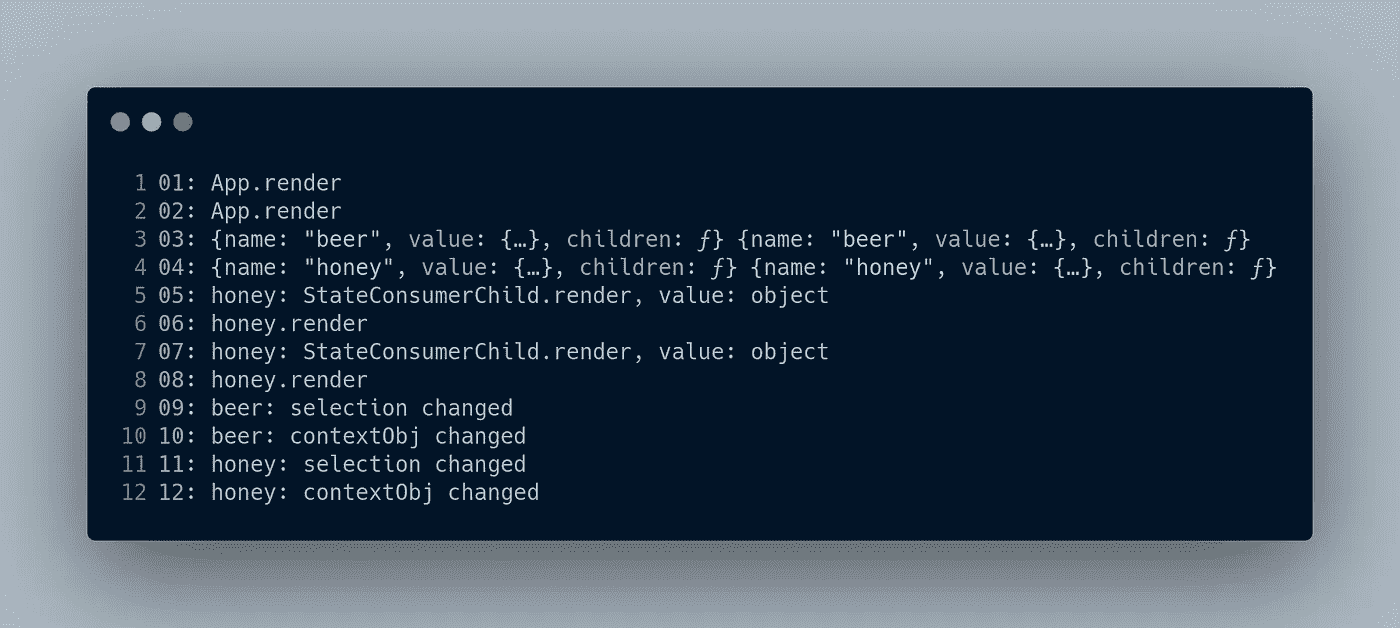 1 01: App.render
2 02: App.render
3 03: {name: "beer", value: {…}, children: ƒ} {name: "beer", value: {…}, children: ƒ}
4 04: {name: "honey", value: {…}, children: ƒ} {name: "honey", value: {…}, children: ƒ}
5 05: honey: StateConsumerChild.render, value: object
6 06: honey.render
7 07: honey: StateConsumerChild.render, value: object
8 08: honey.render
9 09: beer: selection changed
10 10: beer: contextObj changed
11 11: honey: selection changed
12 12: honey: contextObj changed